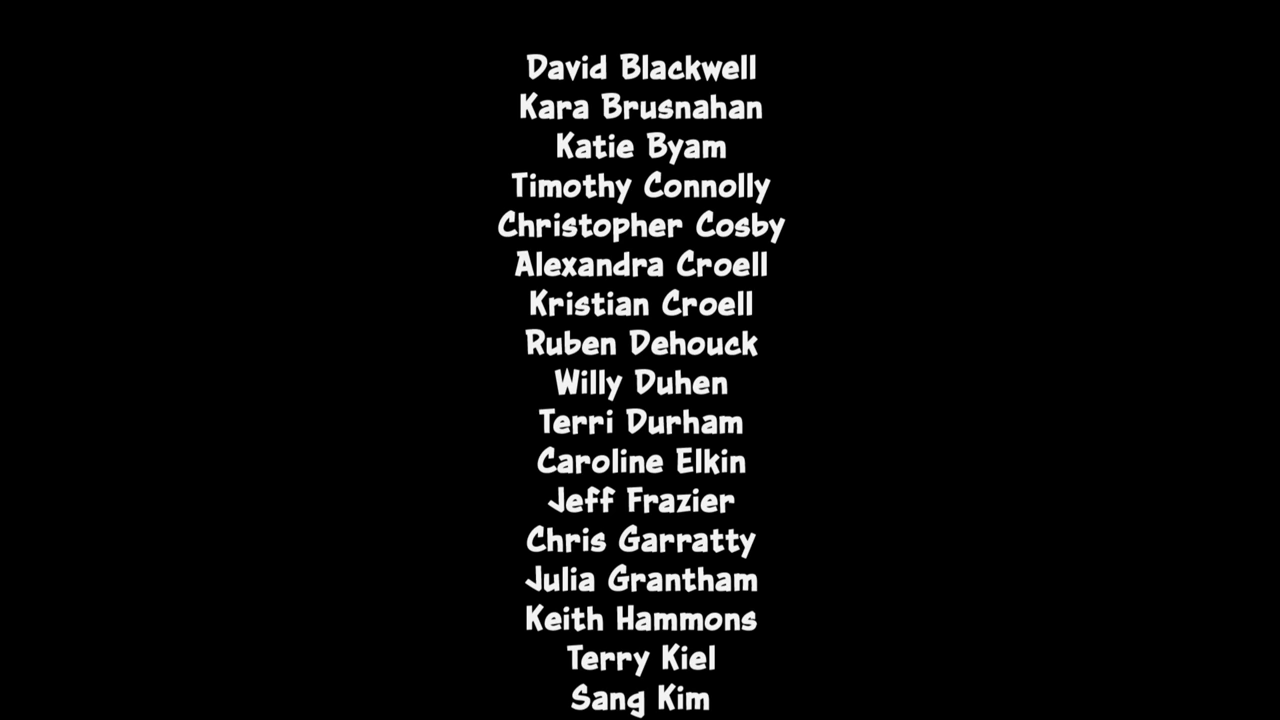 David Blackwell
Kara Brusnahan
Katie Byam
Timothy Connolly
Christopher Cosby
Alexandra Croell
Kristian Croell
Ruben Dehouck
Willy Duhen
Terri Durham
Caroline Elkin
Jeff Frazier
Chris Garratty
Julia Grantham
Keith Hammons
Terry Kiel
Sang Kim